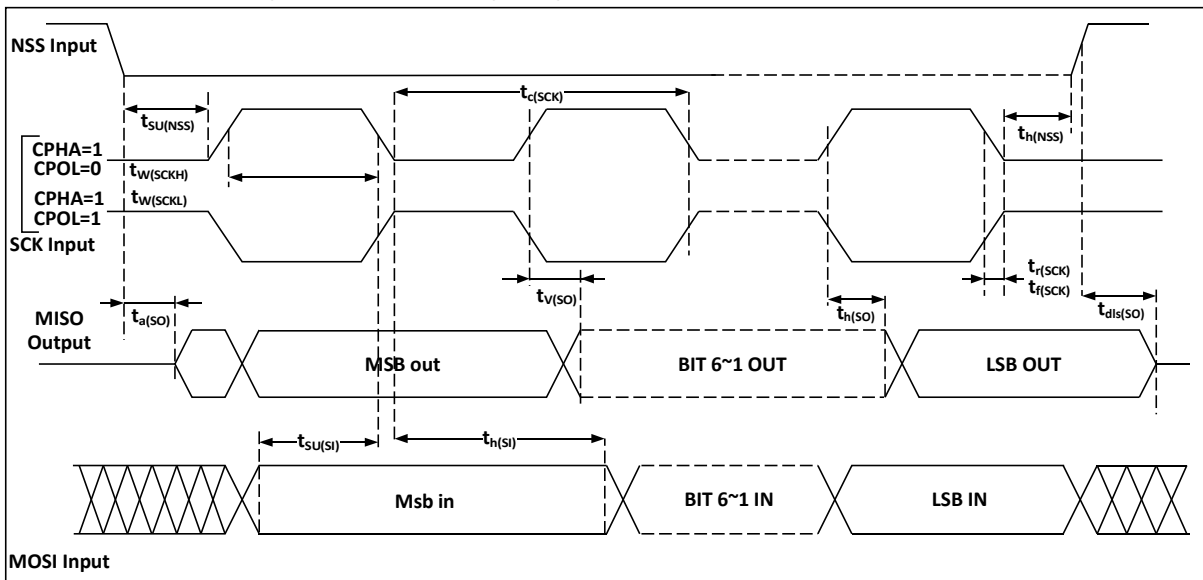 NSS Input
tc(SCK)
tSU(NSS)
th(NSS)
CPHA=1
CPOL=0
tW(SCKH)
CPHA=1
CPOL=1
tW(SCKL)
SCK Input
tV(SO)
tr(SCK)
tf(SCK)
ta(SO)
th(SO)
tdls(SO)
MISO
Output
MSB out
BIT 6~1 OUT
LSB OUT
tSU(SI)
th(SI)
Msb in
BIT 6~1 IN
LSB IN
MOSI Input